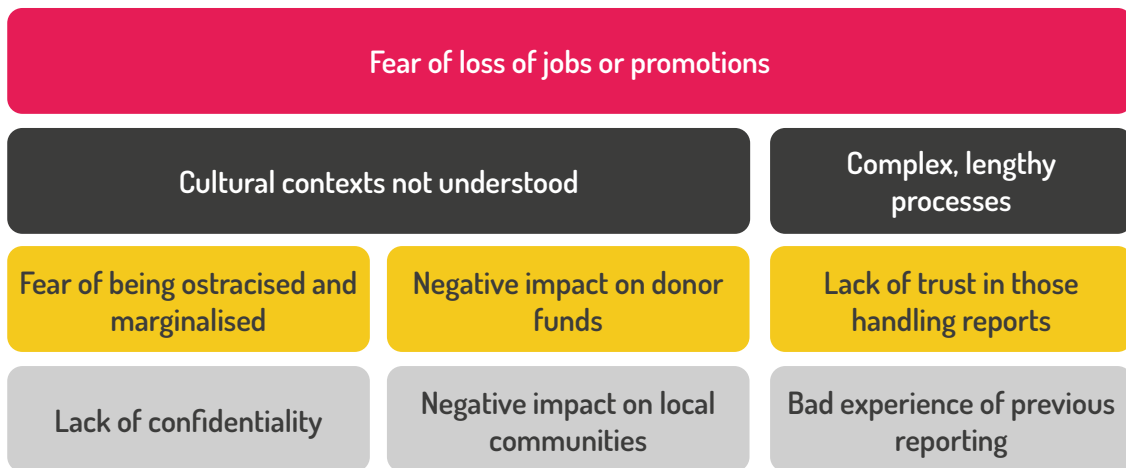 Fear of loss of jobs or promotions
Cultural contexts not understood
Complex, lengthy
processes
Fear of being ostracised and
marginalised
Negative impact on donor
funds
Lack of trust in those
handling reports
Lack of confidentiality
Negative impact on local
communities
Bad experience of previous
reporting